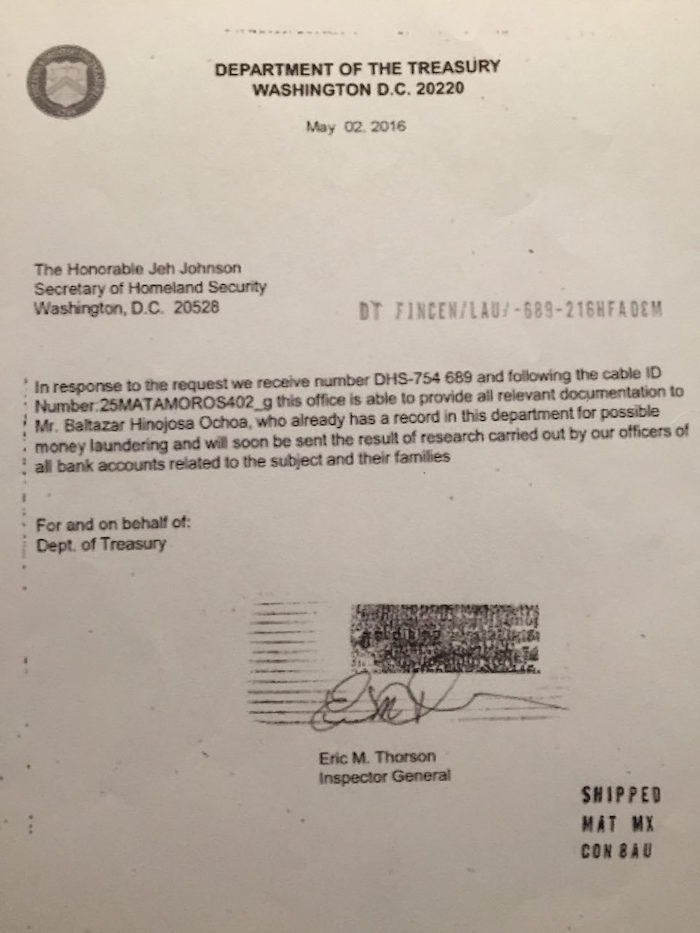 DEPARTMENT OF THE TREASURY
WASHINGTON D.C. 20220
May 02, 2016
The Honorable Jeh Johnson
Secretary of Homeland Security
Washington, D.C. 20528
DT FINCEN/LAU/-689-216HFADEM
In response to the request we receive number DHS-754 689 and following the cable ID
Number:25MATAMOROS402_g this office is able to provide all relevant documentation to
Mr. Baltazar Hinojosa Ochoa, who already has a record in this department for possible
money laundering and will soon be sent the result of research carried out by our officers of
all bank accounts related to the subject and their families
For and on behalf of:
Dept. of Treasury
Eric M. Thorson
Inspector General
SHIPPED
MAT MX
CON 8AU